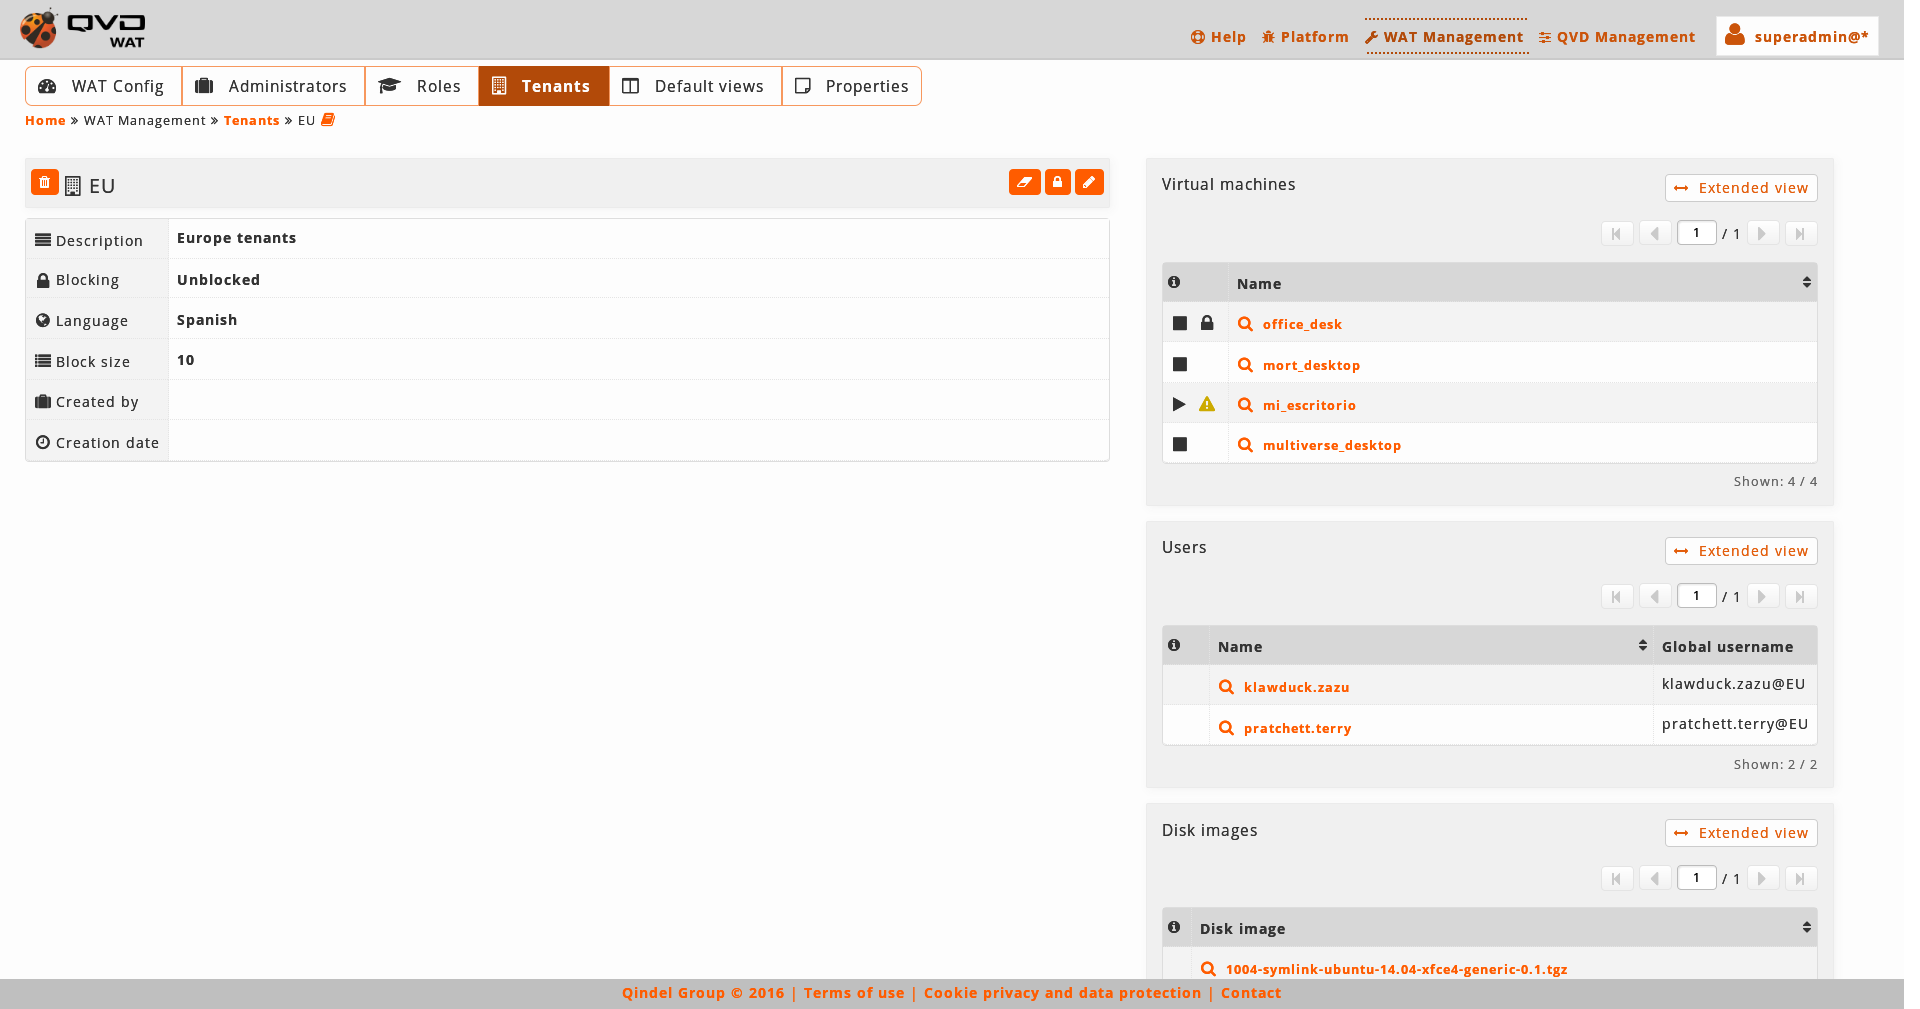 QVD
WAT
Help Platform WAT Management QVD Management superadmin@*
WAT Config Administrators Roles Tenants Default views Properties
Home » WAT Management » Tenants » EU
EU
Description Europe tenants
Blocking Unblocked
Language Spanish
Block size 10
Created by
Creation date
Virtual machines
Extended view
1 / 1
Name
office_desk
mort_desktop
mi_escritorio
multiverse_desktop
Shown: 4 / 4
Users
Extended view
1 / 1
Name Global username
klawduck.zazu klawduck.zazu@EU
pratchett.terry pratchett.terry@EU
Shown: 2 / 2
Disk images
Extended view
1 / 1
Disk image
1004-symlink-ubuntu-14.04-xfce4-generic-0.1.tgz
Qindel Group © 2016 | Terms of use | Cookie privacy and data protection | Contact